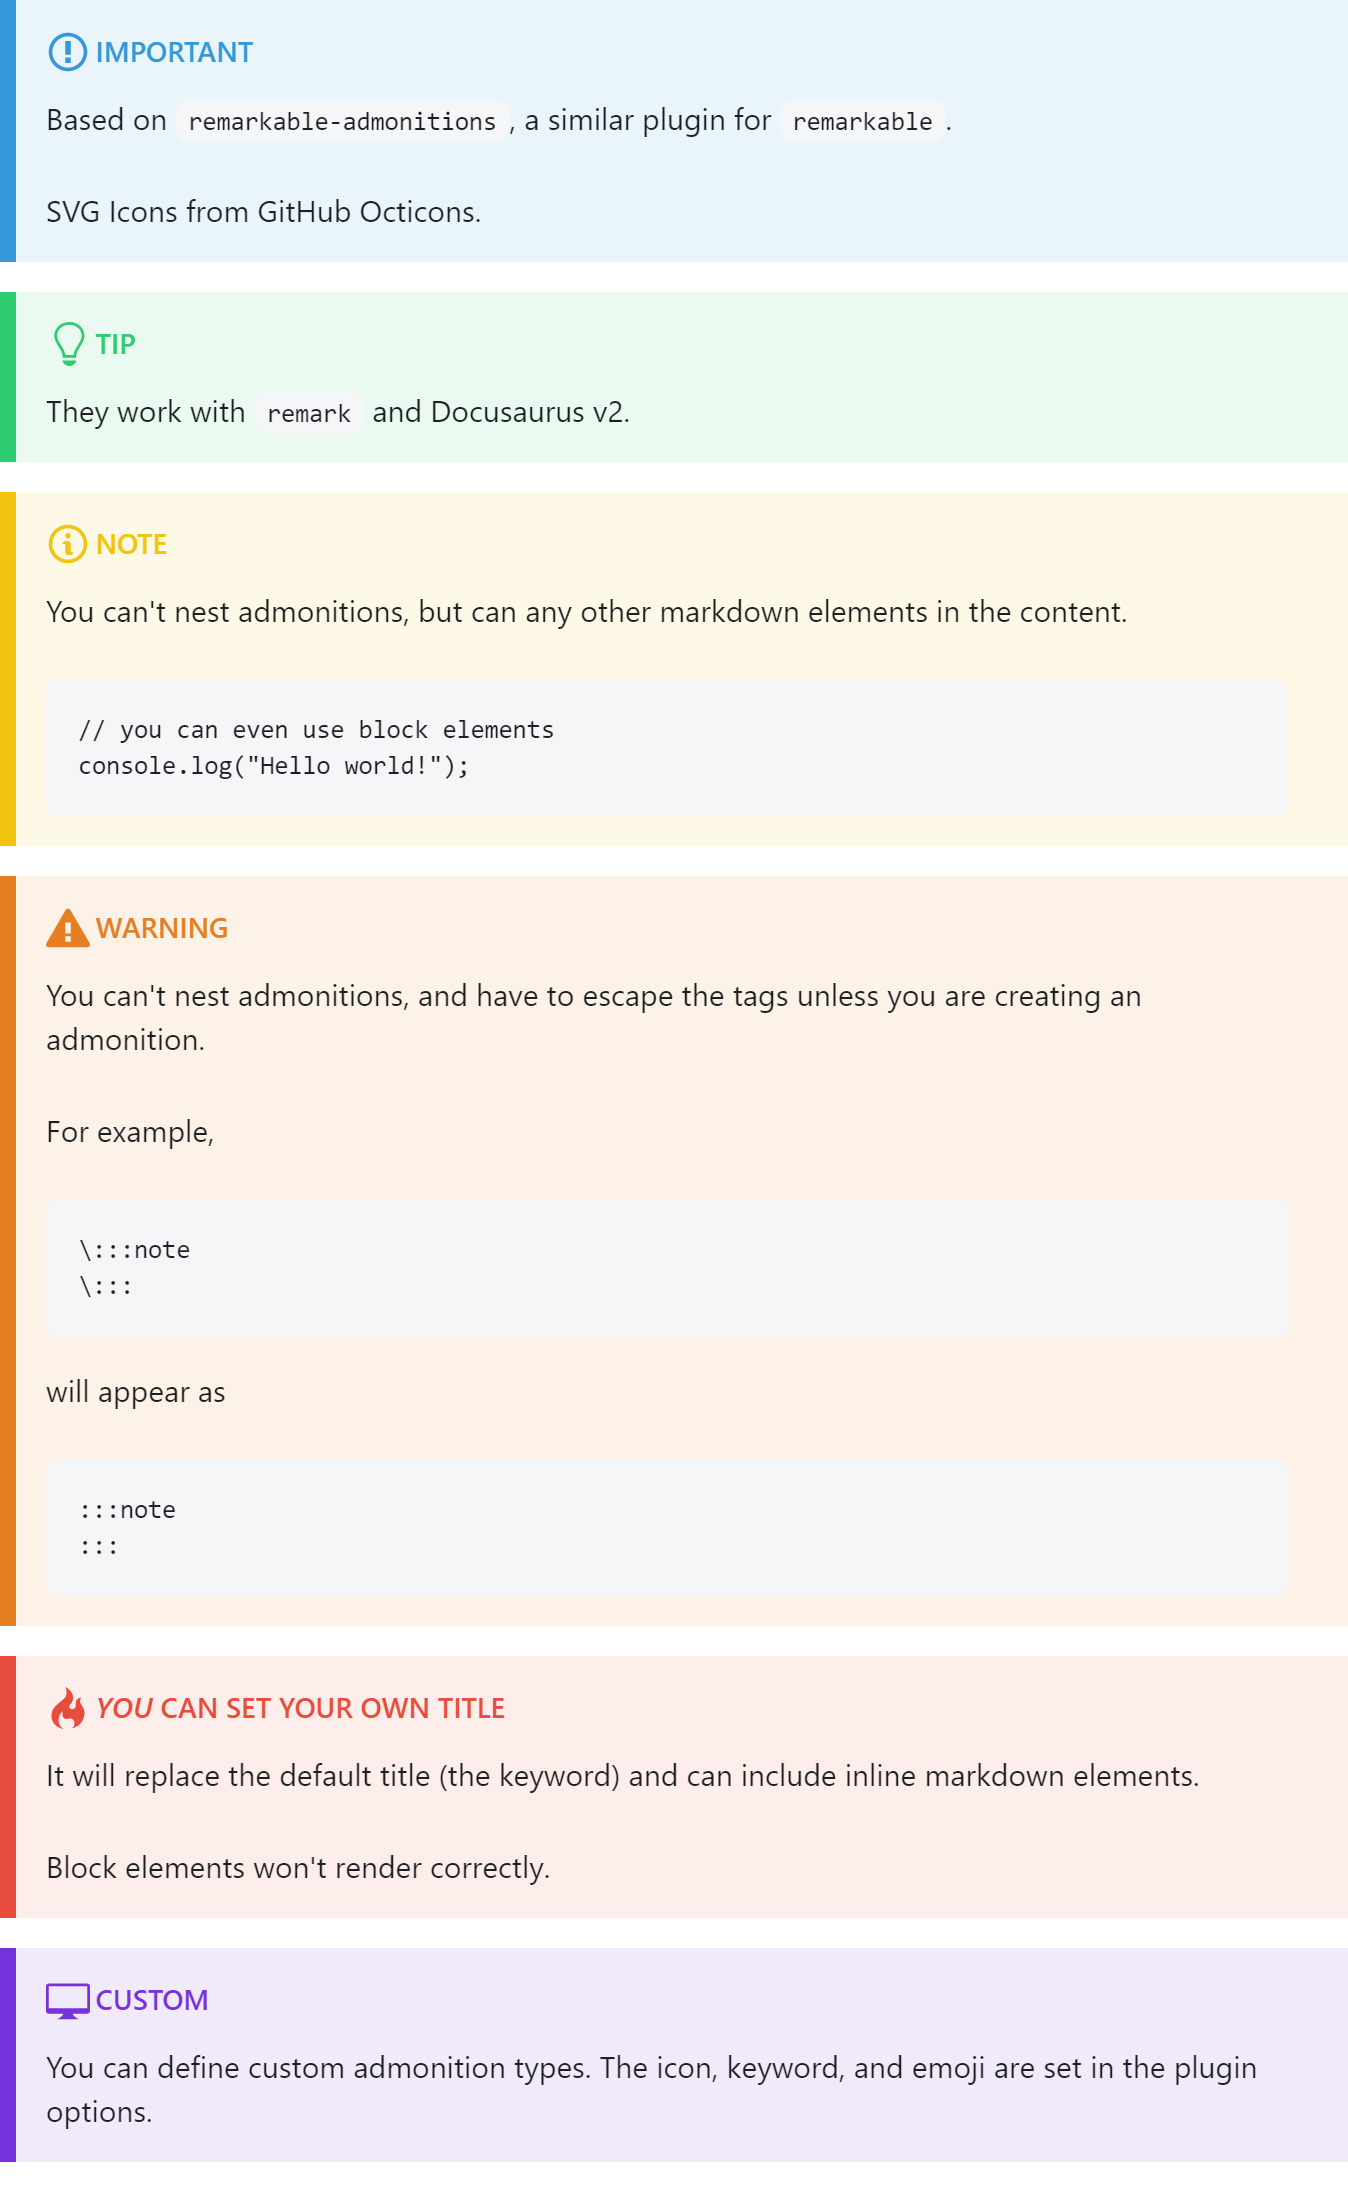 IMPORTANT
Based on remarkable-admonitions, a similar plugin for remarkable.
SVG Icons from GitHub Octicons.
TIP
They work with remark and Docusaurus v2.
NOTE
You can't nest admonitions, but can any other markdown elements in the content.
// you can even use block elements
console.log("Hello world!");
WARNING
You can't nest admonitions, and have to escape the tags unless you are creating an
admonition.
For example,
\:::note
\:::
will appear as
:::note
:::
YOU CAN SET YOUR OWN TITLE
It will replace the default title (the keyword) and can include inline markdown elements.
Block elements won't render correctly.
CUSTOM
You can define custom admonition types. The icon, keyword, and emoji are set in the plugin
options.